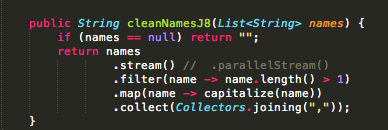 public String cleanNamesJ8(List<String> names) {
if (names == null) return "";
return names
.stream() // .parallelStream()
.filter(name -> name.length() > 1)
.map(name -> capitalize(name))
.collect(Collectors.joining(","));
}